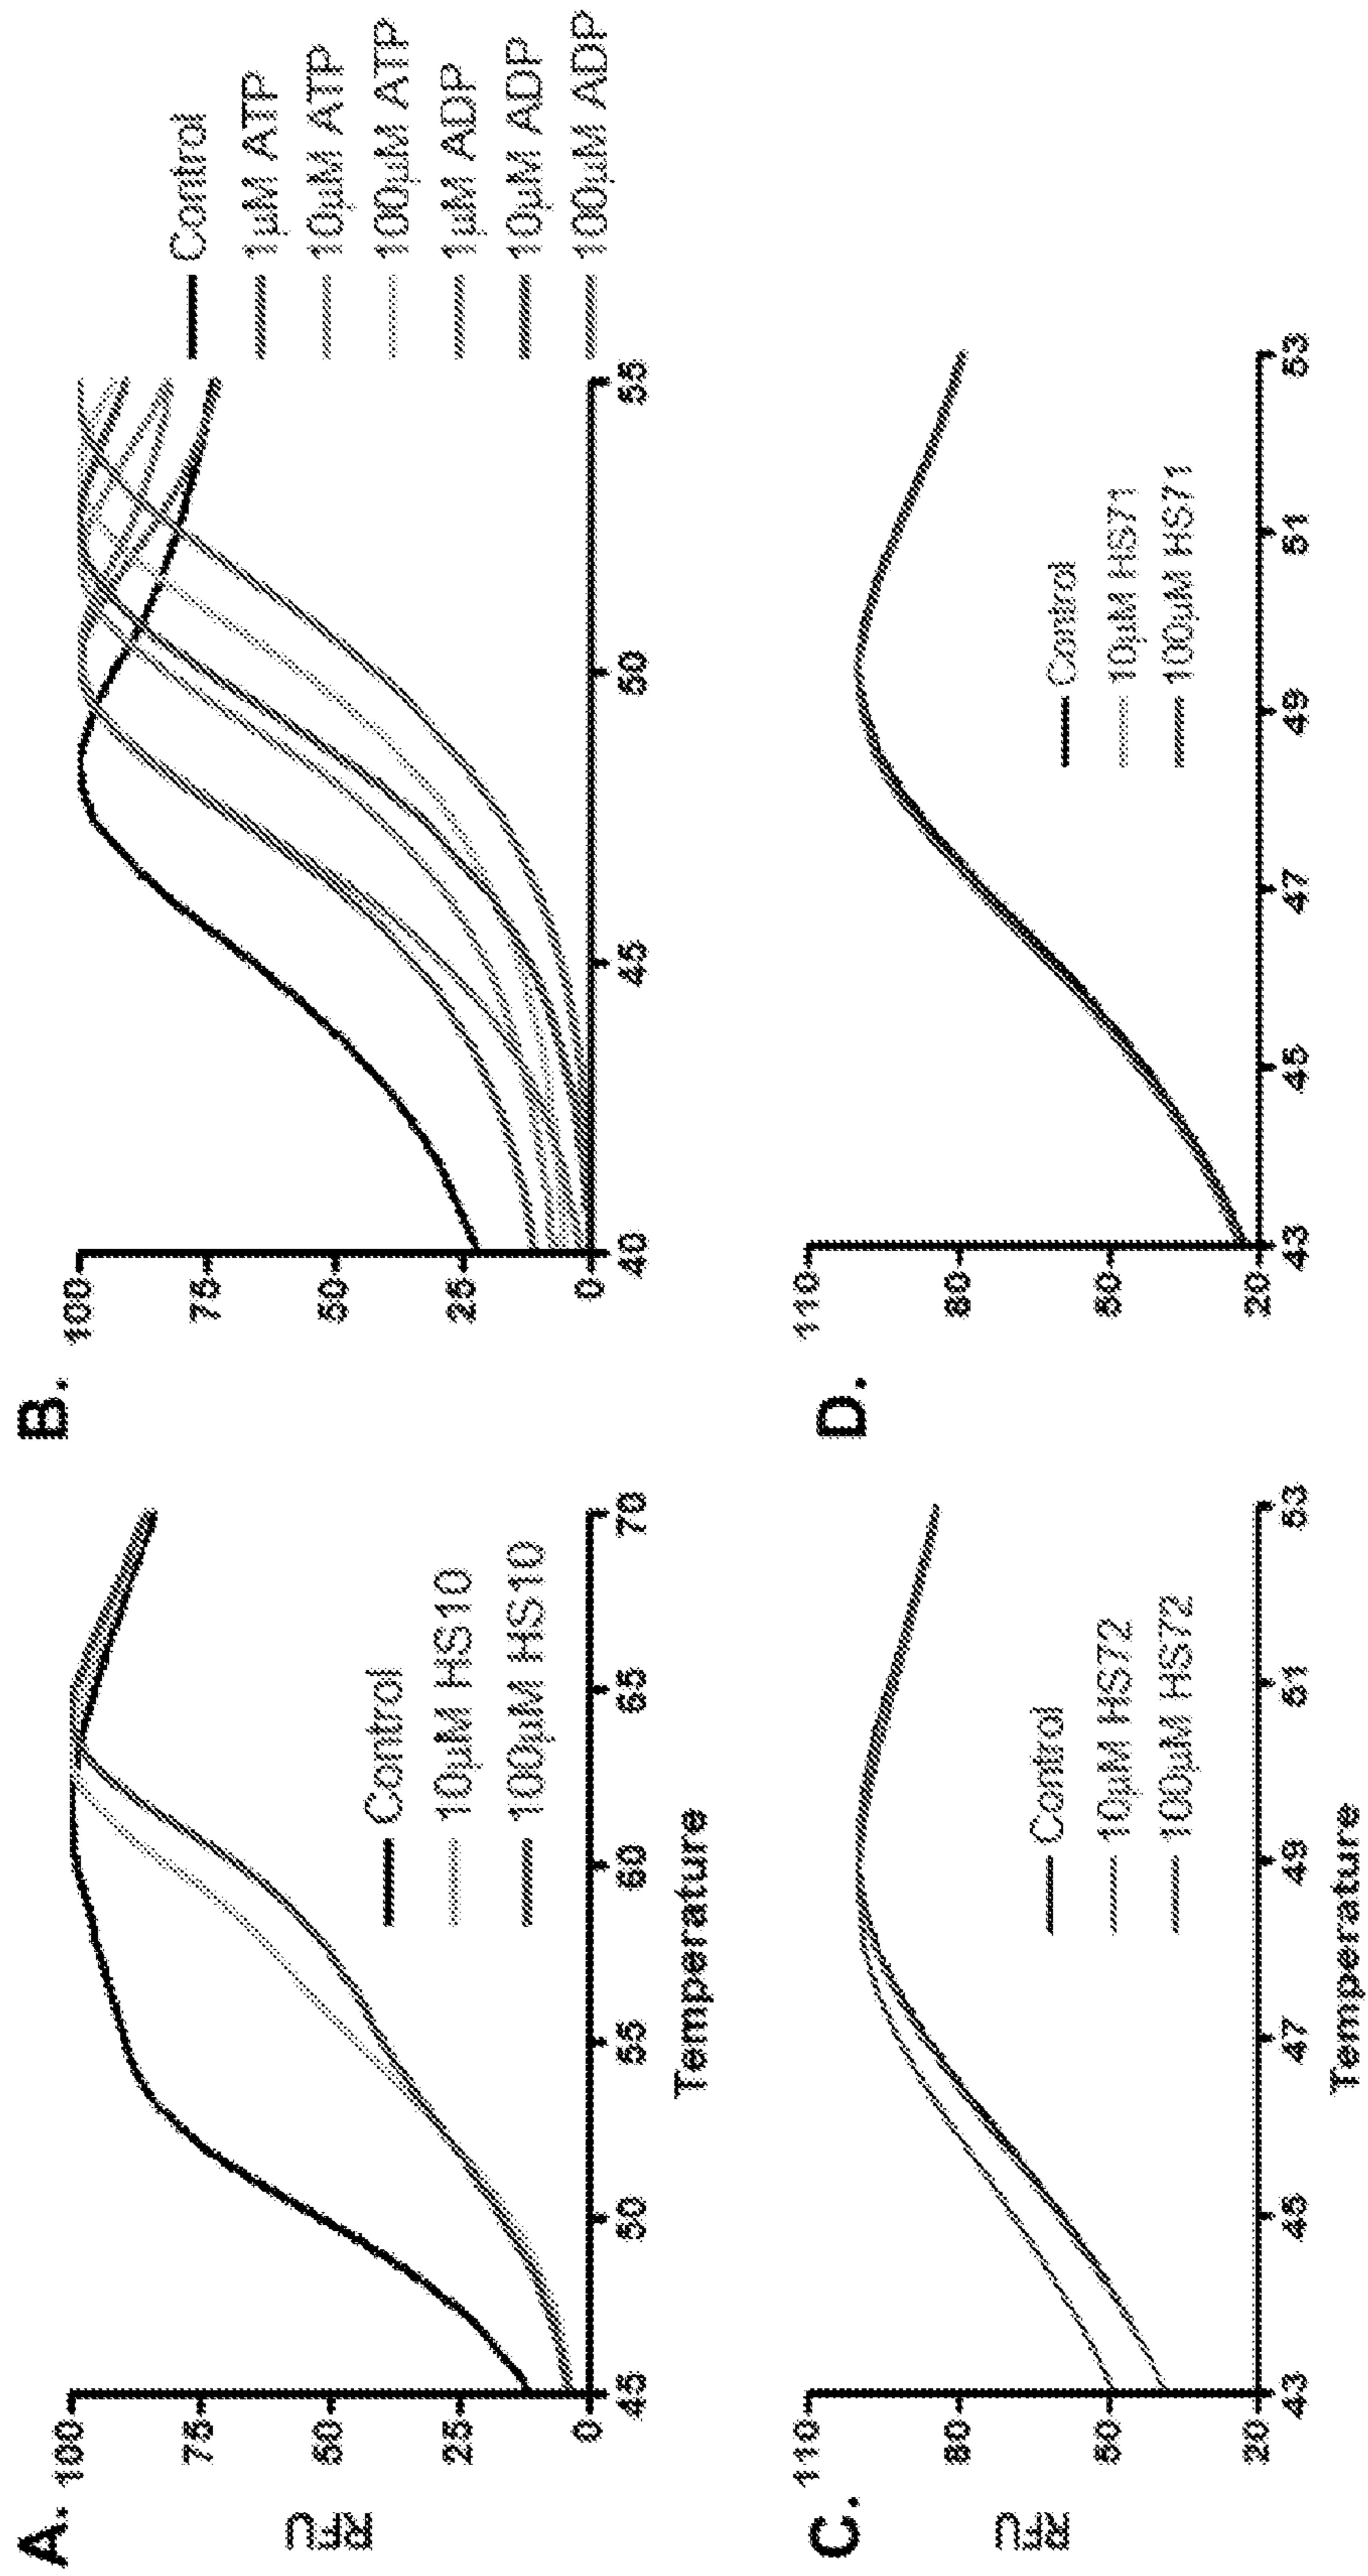 A.
RFU
100
75
50
25
0
45
50
55
60
65
70
Temperature
Control
10µM HS10
100µM HS10
B.
100
75
50
25
0
40
45
50
55
Control
1µM ATP
10µM ATP
100µM ATP
1µM ADP
10µM ADP
100µM ADP
C.
RFU
110
80
50
20
43
45
47
49
51
53
Temperature
Control
10µM HS72
100µM HS72
D.
110
80
50
20
43
45
47
49
51
53
Control
10µM HS71
100µM HS71